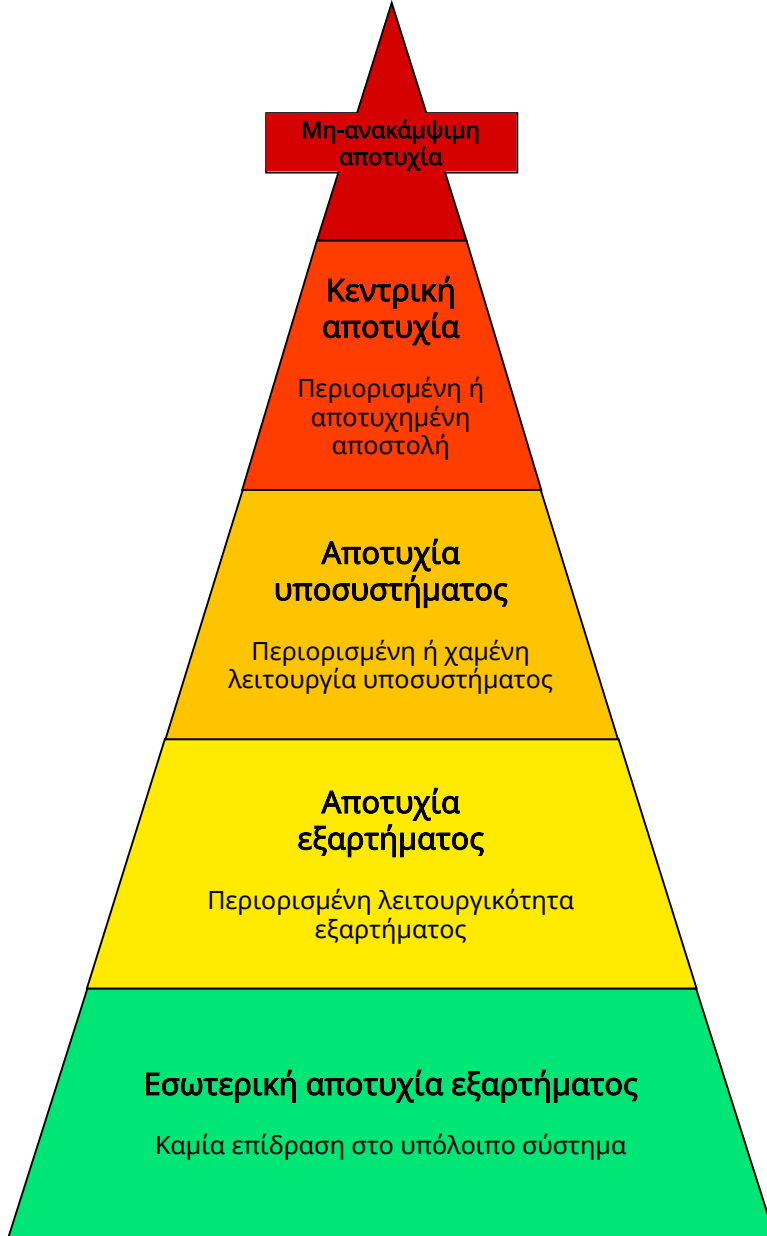 Μη-ανακάμψιμη
αποτυχία
Κεντρική
αποτυχία
Περιορισμένη ή
αποτυχημένη
αποστολή
Αποτυχία
υποσυστήματος
Περιορισμένη ή χαμένη
λειτουργία υποσυστήματος
Αποτυχία
εξαρτήματος
Περιορισμένη λειτουργικότητα
εξαρτήματος
Εσωτερική αποτυχία εξαρτήματος
Καμία επίδραση στο υπόλοιπο σύστημα